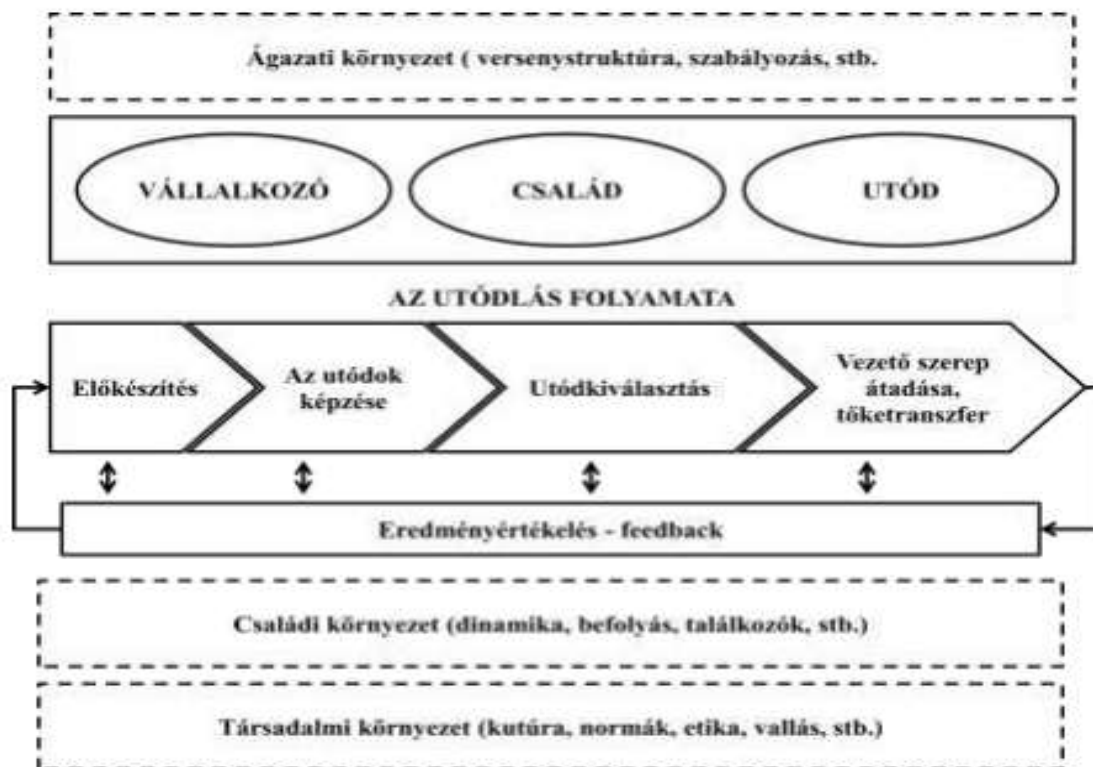 Ágazati környezet ( versenystruktúra, szabályozás, stb.
VÁLLALKOZÓ
CSALÁD
UTÓD
AZ UTÓDLÁS FOLYAMATA
Előkészítés
Az utódok
képzése
Utódkiválasztás
Vezető szerep
átadása,
tőketranszfer
Eredményértékelés - feedback
Családi környezet (dinamika, befolyás, találkozók, stb.)
Társadalmi környezet (kutúra, normák, etika, vallás, stb.)